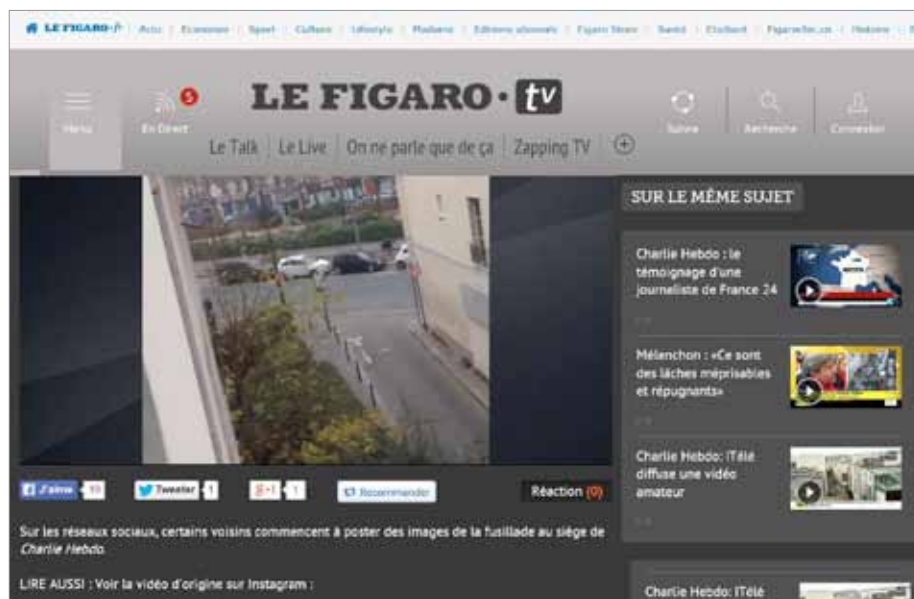 LE FIGARO·fr Actu Economie Sport Culture Lifestyle Madame Figaro Store Santé Etudiant Figaroscope Histoire
LE FIGARO·tv
5
Menu En Direct Suivre Recherche Connexion
Le Talk Le Live On ne parle que de ça Zapping TV
SUR LE MÊME SUJET
Charlie Hebdo : le
témoignage d'une
journaliste de France 24
Mélenchon : «Ce sont
des lâches méprisables
et répugnants»
Charlie Hebdo: ITélé
diffuse une vidéo
amateur
J'aime Tweeter 1 g+1 1 Recommander Réaction (0)
Sur les réseaux sociaux, certains voisins commencent à poster des images de la fusillade au siège de
Charlie Hebdo.
LIRE AUSSI : Voir la vidéo d'origine sur Instagram :
Charlie Hebdo: ITélé